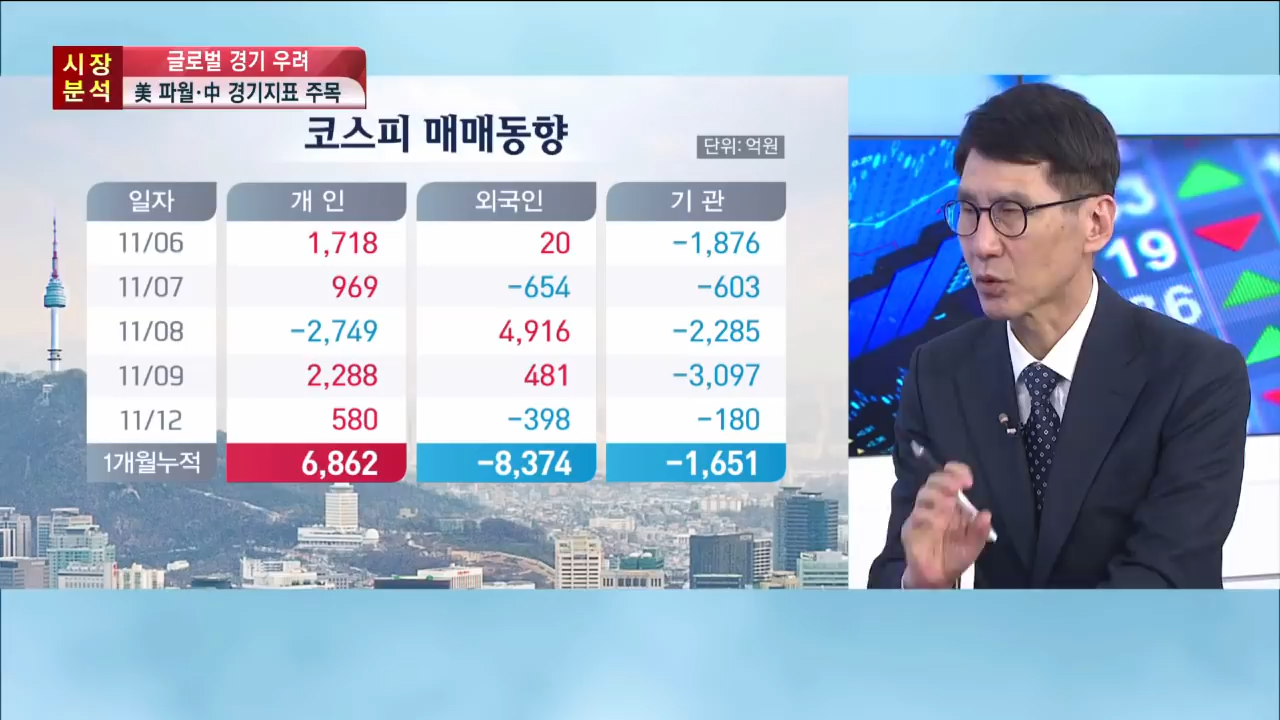 시장
분석
글로벌 경기 우려
美 파월·中 경기지표 주목
코스피 매매동향
단위: 억원
일자 개인 외국인 기관
11/06 1,718 20 -1,876
11/07 969 -654 -603
11/08 -2,749 4,916 -2,285
11/09 2,288 481 -3,097
11/12 580 -398 -180
1개월누적 6,862 -8,374 -1,651
19